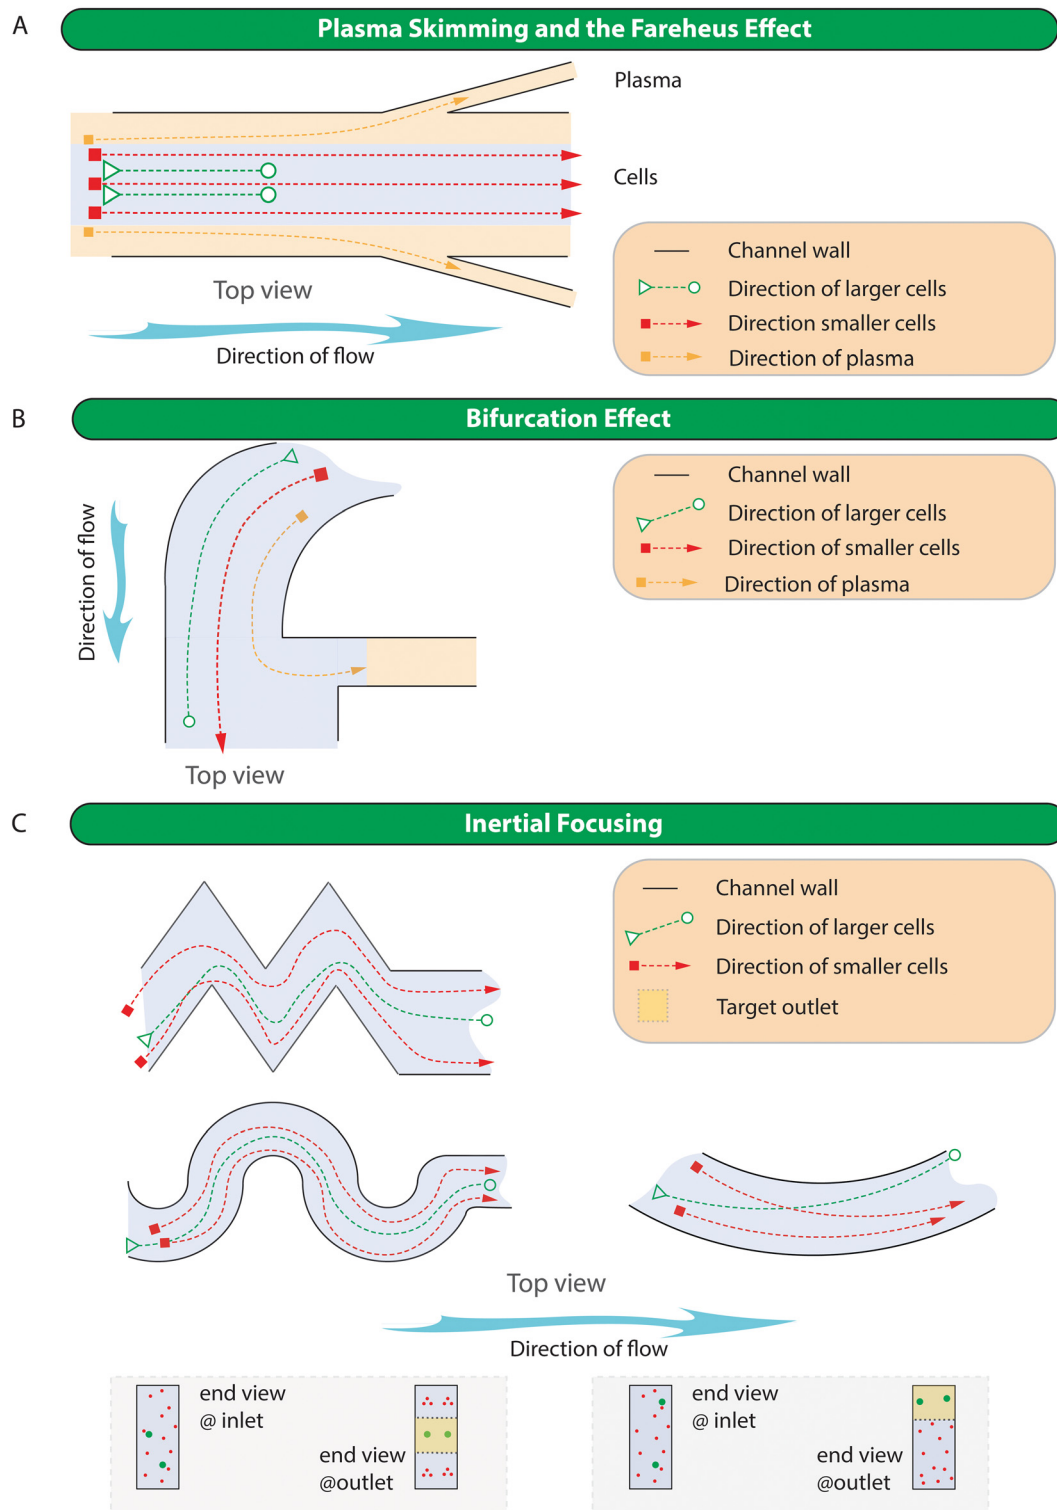 A
Plasma Skimming and the Fareheus Effect
Plasma
Cells
Channel wall
Direction of larger cells
Direction smaller cells
Direction of plasma
Top view
Direction of flow
B
Bifurcation Effect
Direction of flow
Channel wall
Direction of larger cells
Direction of smaller cells
Direction of plasma
Top view
C
Inertial Focusing
Channel wall
Direction of larger cells
Direction of smaller cells
Target outlet
Top view
Direction of flow
end view
@ inlet
end view
@outlet
end view
@ inlet
end view
@outlet